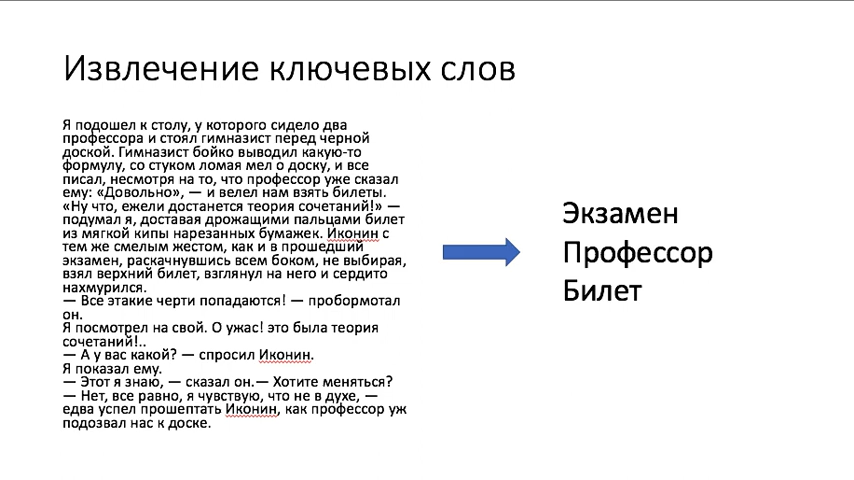 Извлечение ключевых слов
Я подошел к столу, у которого сидело два
профессора и стоял гимназист перед черной
доской. Гимназист бойко выводил какую-то
формулу, со стуком ломая мел о доску, и все
писал, несмотря на то, что профессор уже сказал
ему: «Довольно», — и велел нам взять билеты.
«Ну что, ежели достанется теория сочетаний!» —
подумал я, доставая дрожащими пальцами билет
из мягкой кипы нарезанных бумажек. Иконин с
тем же смелым жестом, как и в прошедший
экзамен, раскачнувшись всем боком, не выбирая,
взял верхний билет, взглянул на него и сердито
нахмурился.
— Все этакие черти попадаются! — пробормотал
он.
Я посмотрел на свой. О ужас! это была теория
сочетаний!..
— А у вас какой? — спросил Иконин.
Я показал ему.
— Этот я знаю, — сказал он.— Хотите меняться?
— Нет, все равно, я чувствую, что не в духе, —
едва успел прошептать Иконин, как профессор уж
подозвал нас к доске.
Экзамен
Профессор
Билет